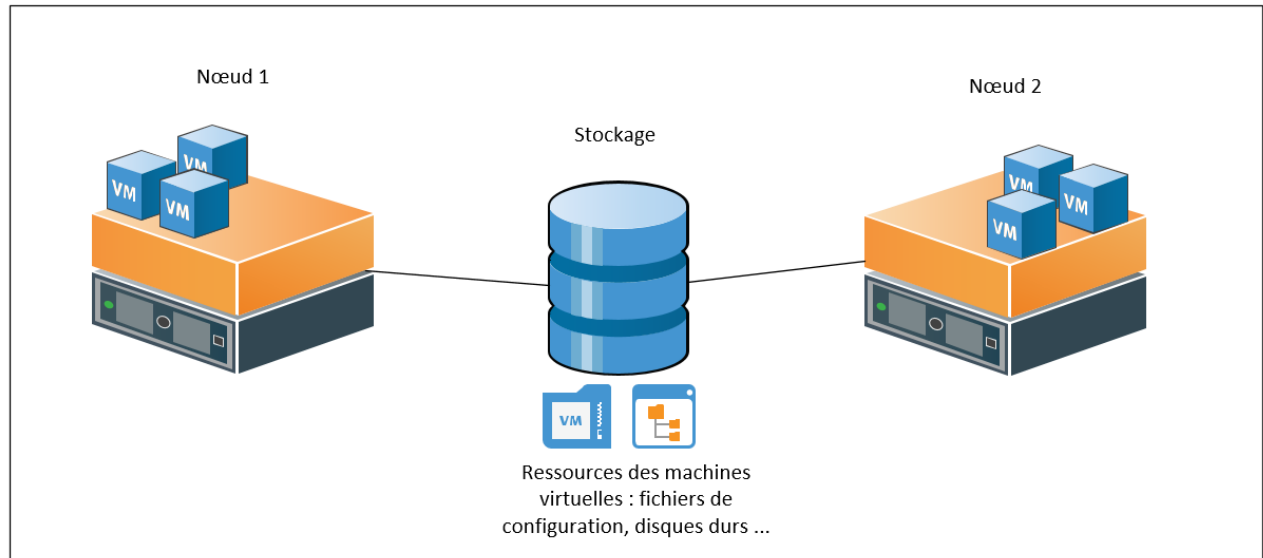 Nœud 1
Nœud 2
Stockage
VM
VM
VM
VM
VM
VM
VM
Ressources des machines
virtuelles : fichiers de
configuration, disques durs ...